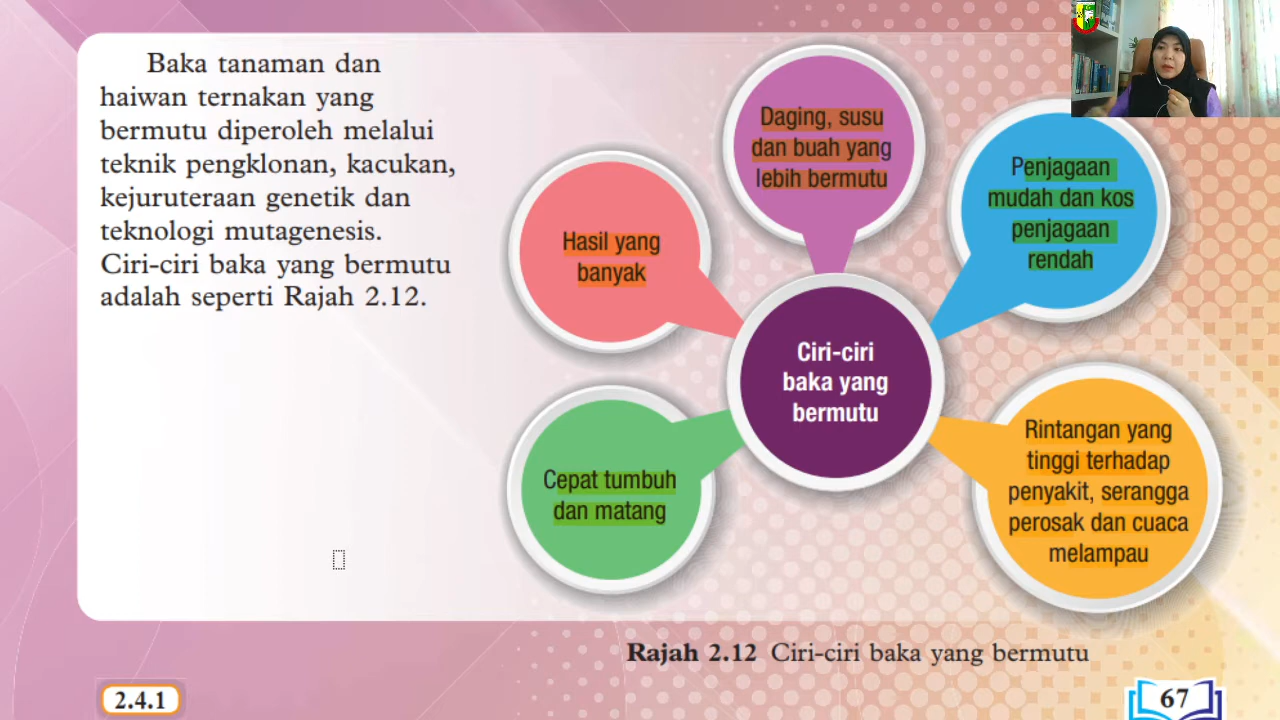 Baka tanaman dan
haiwan ternakan yang
bermutu diperoleh melalui
teknik pengklonan, kacukan,
kejuruteraan genetik dan
teknologi mutagenesis.
Ciri-ciri baka yang bermutu
adalah seperti Rajah 2.12.
Daging, susu
dan buah yang
lebih bermutu
Penjagaan
mudah dan kos
penjagaan
rendah
Hasil yang
banyak
Ciri-ciri
baka yang
bermutu
Cepat tumbuh
dan matang
Rintangan yang
tinggi terhadap
penyakit, serangga
perosak dan cuaca
melampau
Rajah 2.12 Ciri-ciri baka yang bermutu
2.4.1
67